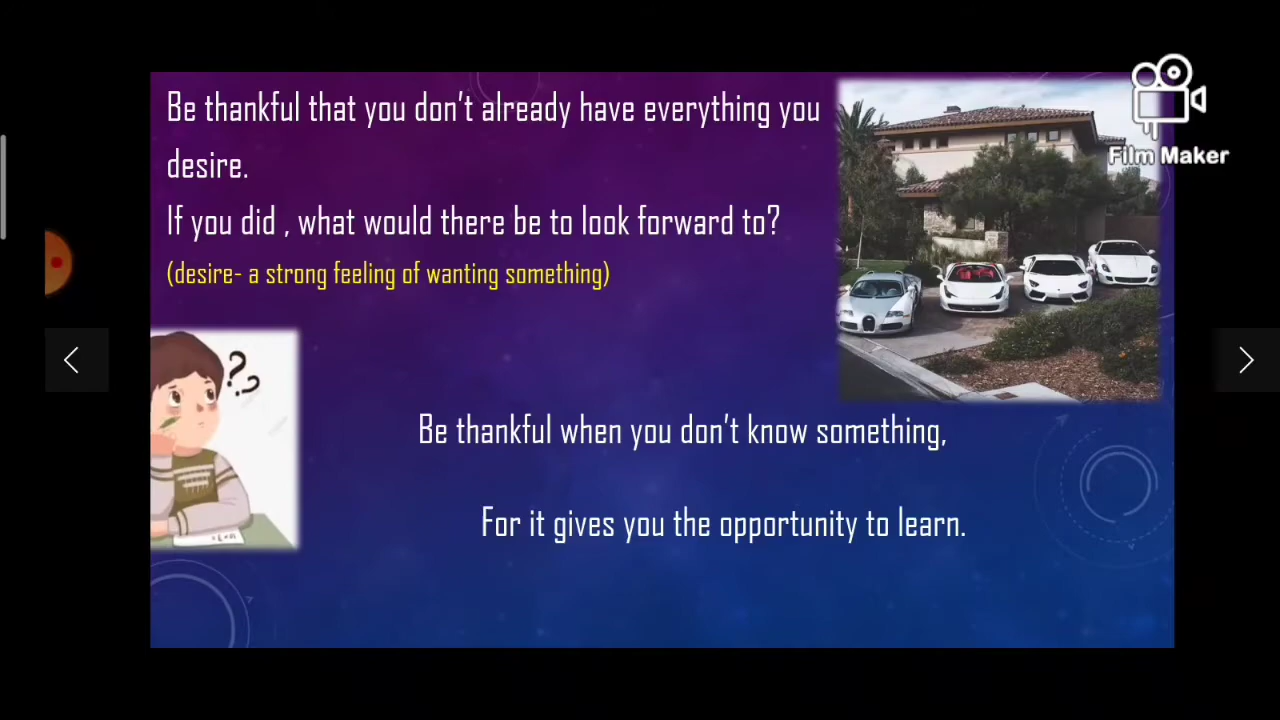 Film Maker
Be thankful that you don't already have everything you
desire.
If you did , what would there be to look forward to?
(desire- a strong feeling of wanting something)
??
Be thankful when you don't know something,
For it gives you the opportunity to learn.